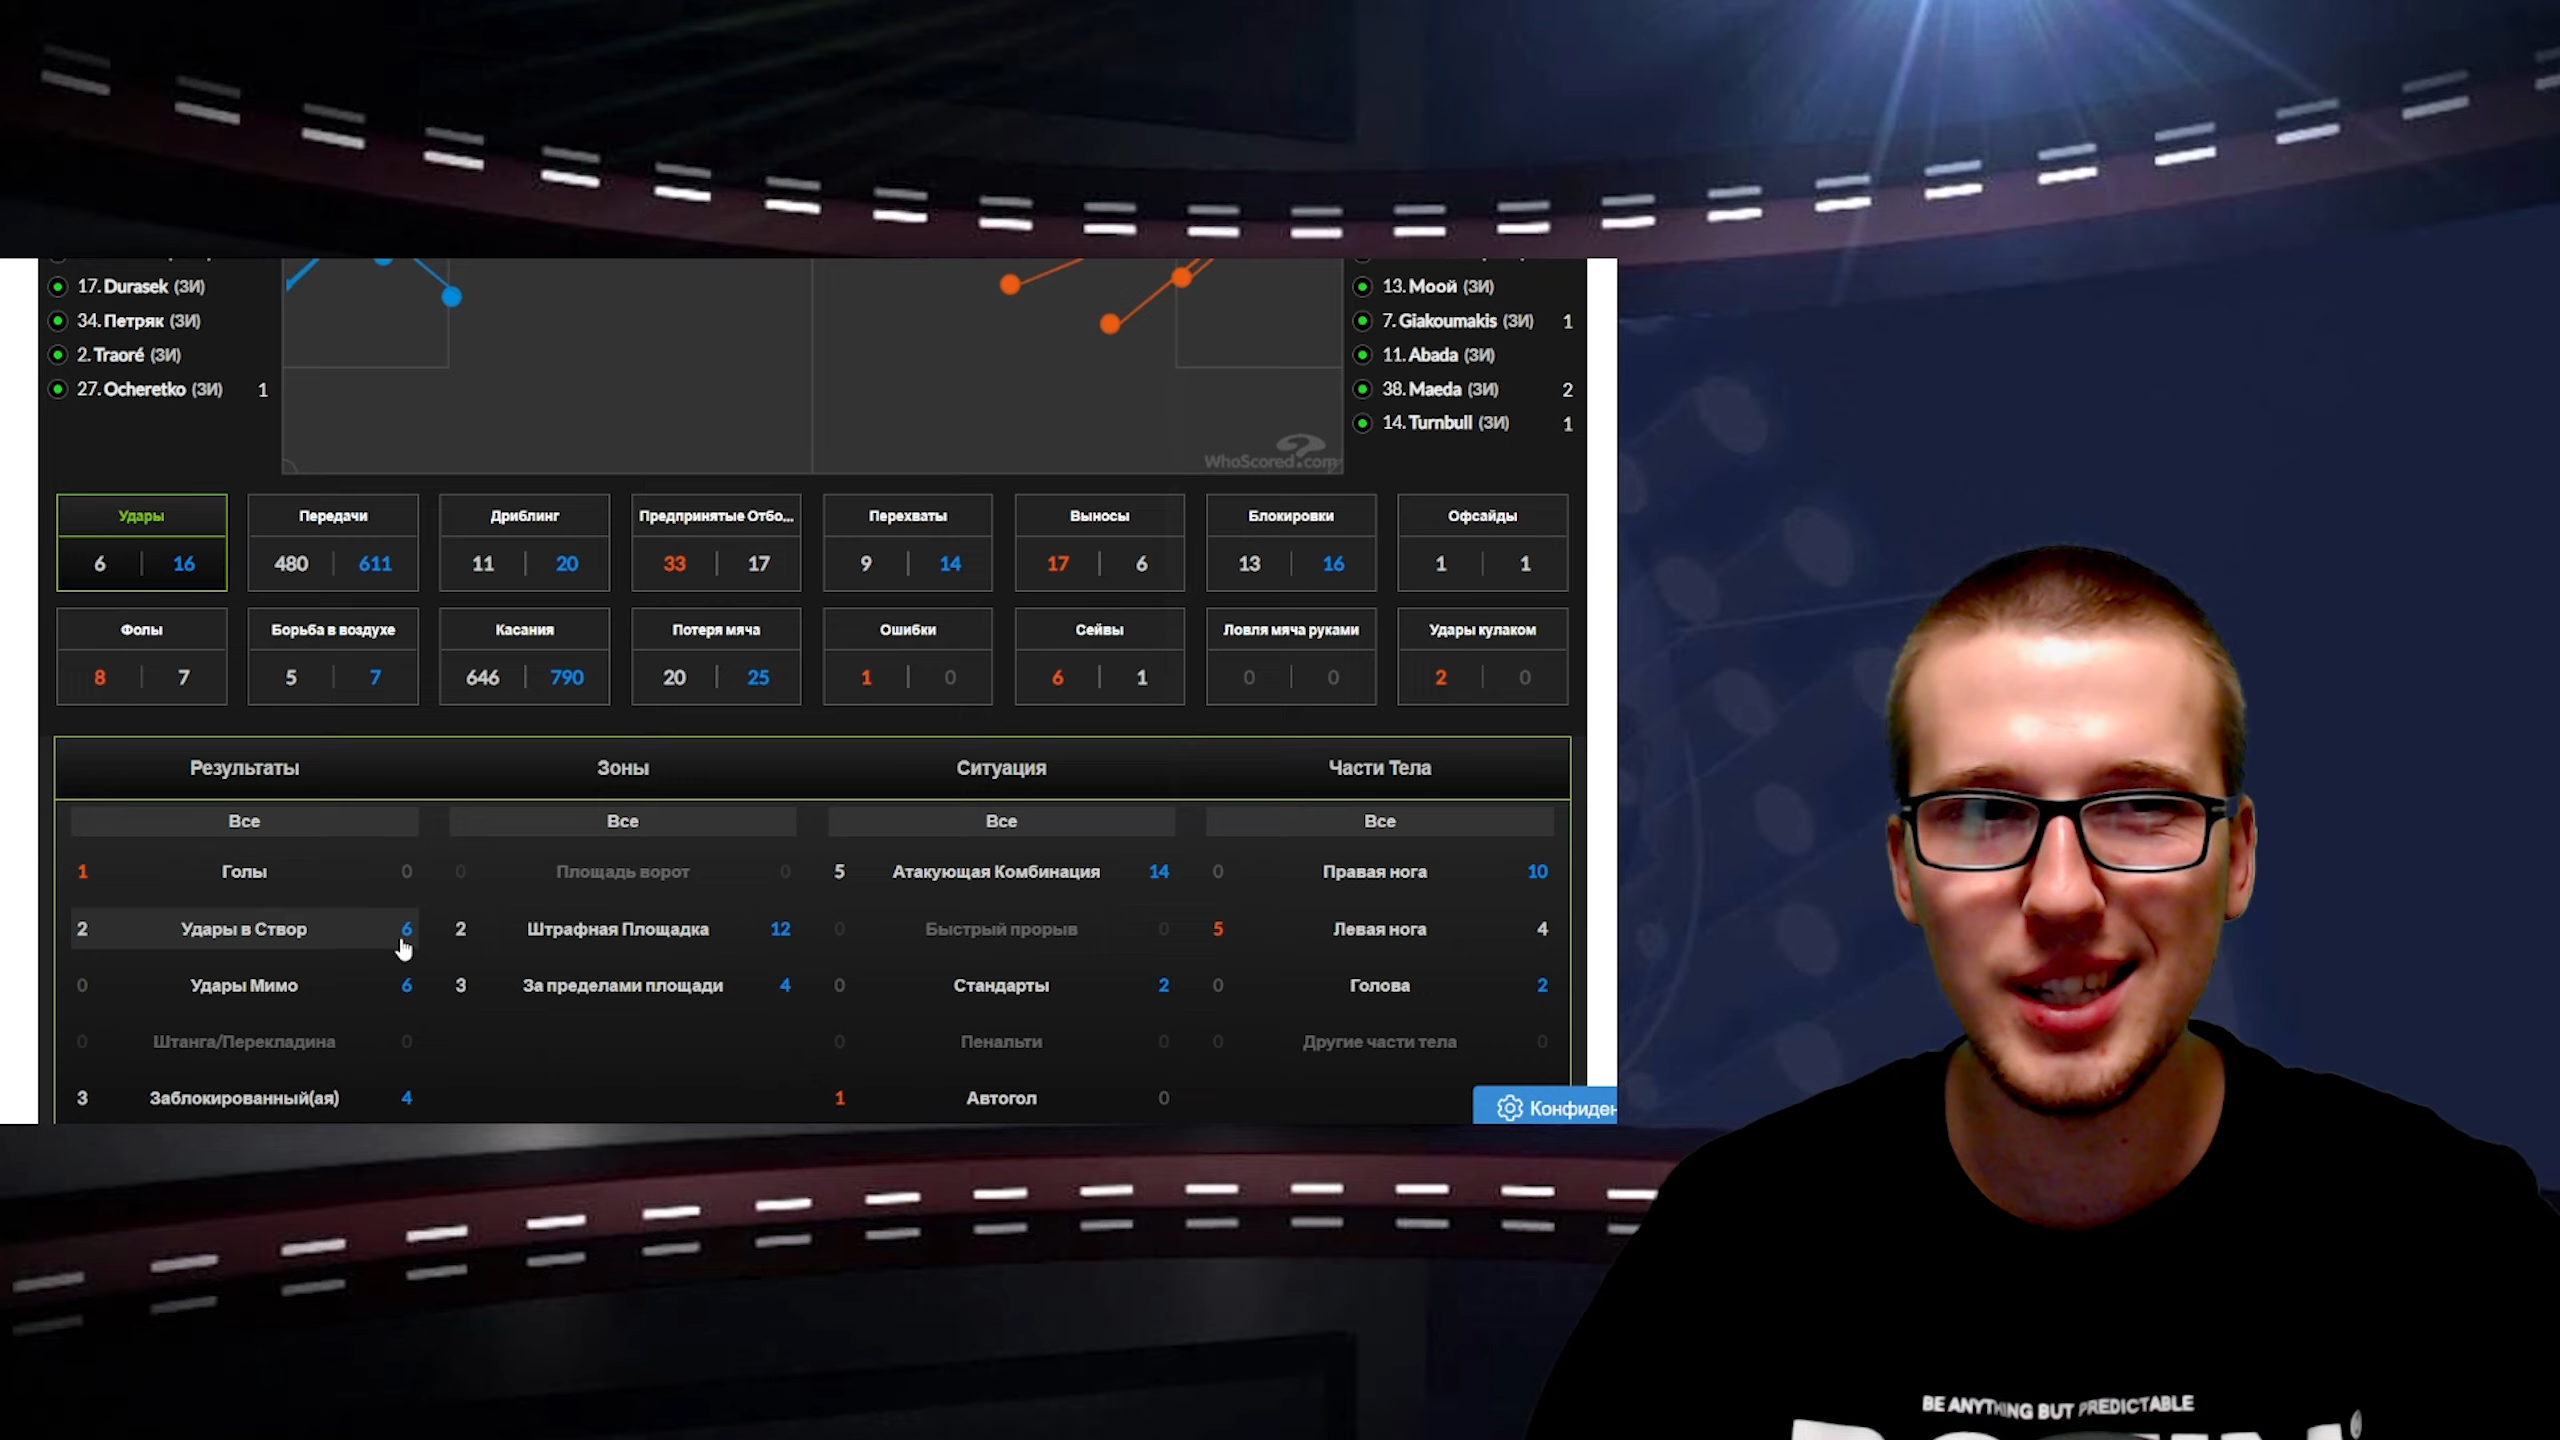 17. Durasek (ЗИ)
34. Петряк (ЗИ)
2. Traoré (ЗИ)
27. Ocheretko (ЗИ) 1
13. Моой (ЗИ)
7. Giakoumakis (ЗИ) 1
11. Abada (ЗИ)
38. Maeda (ЗИ) 2
14. Turnbull (ЗИ) 1
WhoScored.com
Удары Передачи Дриблинг Предпринятые Отбо... Перехваты Выносы Блокировки Офсайды
6 16 480 611 11 20 33 17 9 14 17 6 13 16 1 1
Фолы Борьба в воздухе Касания Потеря мяча Ошибки Сейвы Ловля мяча руками Удары кулаком
8 7 5 7 646 790 20 25 1 0 6 1 0 0 2 0
Результаты Зоны Ситуация Части Тела
Все Все Все Все
1 Голы 0 0 Площадь ворот 0 5 Атакующая Комбинация 14 0 Правая нога 10
2 Удары в Створ 6 2 Штрафная Площадка 12 0 Быстрый прорыв 0 5 Левая нога 4
0 Удары Мимо 6 3 За пределами площади 4 0 Стандарты 2 0 Голова 2
0 Штанга/Перекладина 0 0 Пенальти 0 0 Другие части тела 0
3 Заблокированный(ая) 4 1 Автогол 0
Конфиден
BE ANYTHING BUT PREDICTABLE